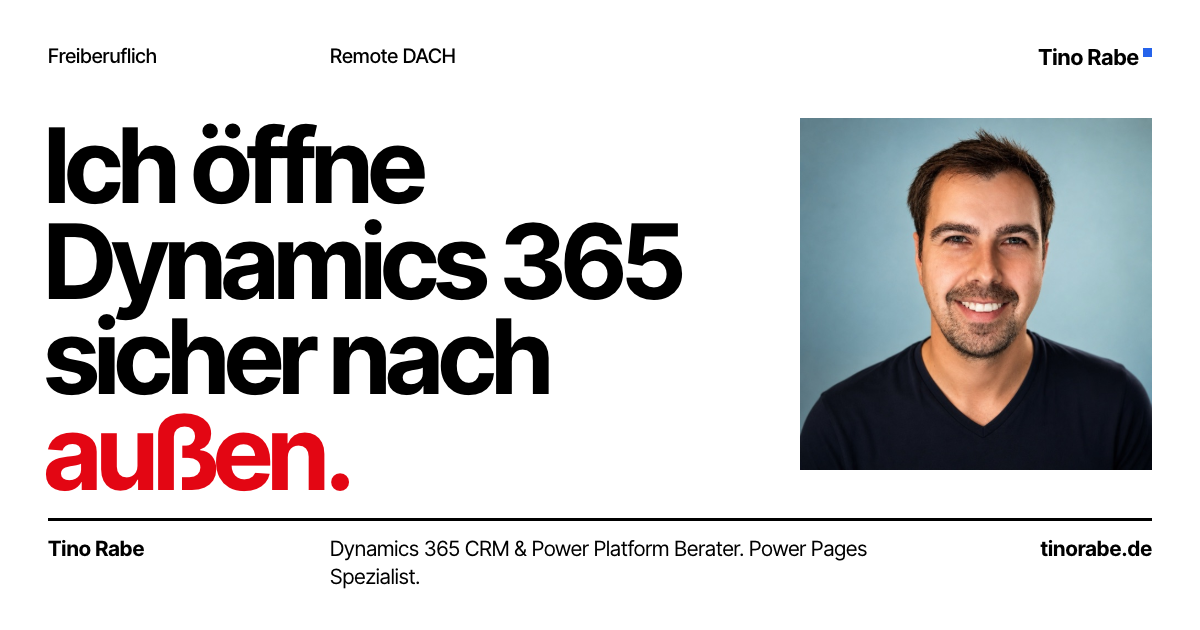 Freiberuflich
Remote DACH
Tino Rabe
Ich öffne
Dynamics 365
sicher nach
außen.
Tino Rabe
Dynamics 365 CRM & Power Platform Berater. Power Pages
Spezialist.
tinorabe.de